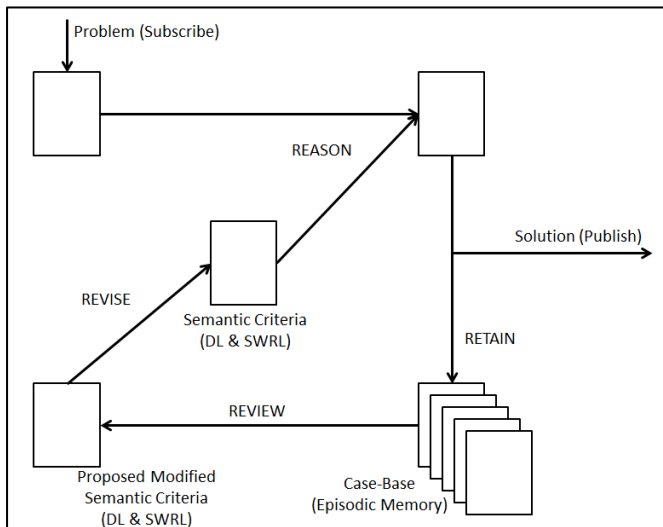 Problem (Subscribe)
REASON
Solution (Publish)
Semantic Criteria
(DL & SWRL)
REVISE
RETAIN
REVIEW
Proposed Modified
Semantic Criteria
(DL & SWRL)
Case-Base
(Episodic Memory)